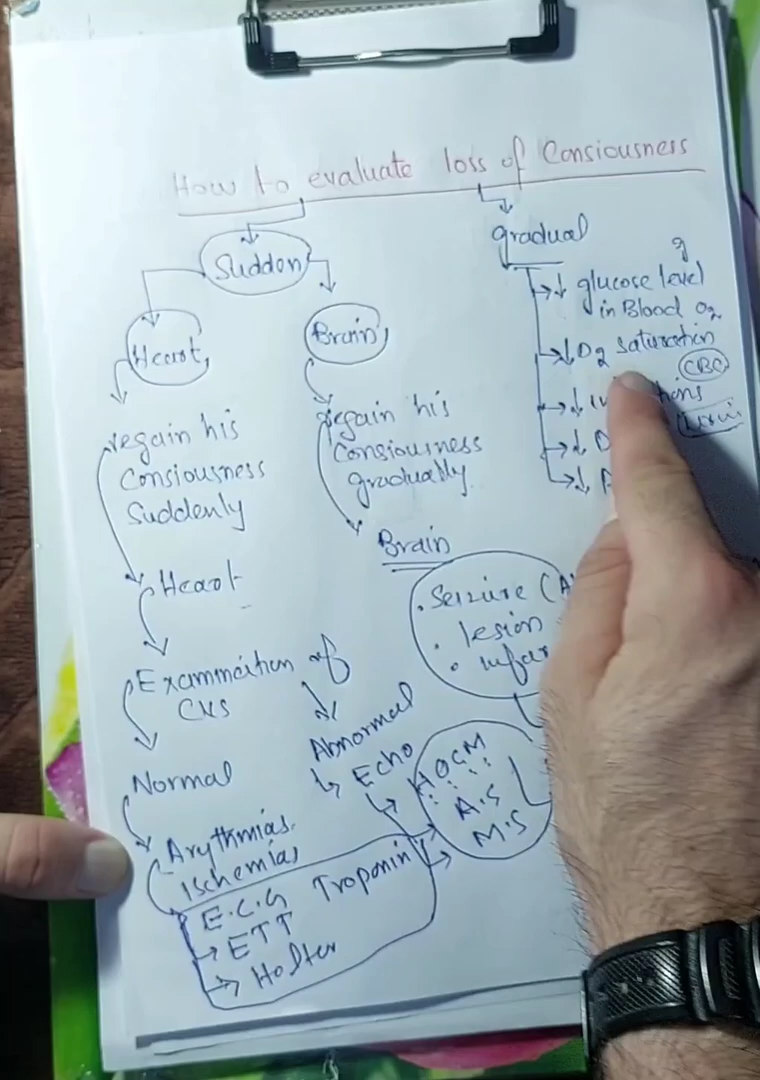 How to evaluate loss of Consiousness
Sudden
Heart
regain his
Consiousness
Suddenly
Heart
Examination of
CVS
Normal
Arythmias.
Ischemias
E.C.G Troponin
ETT
Holter
Abnormal
Echo
HOCM
A.S
M.S
Brain
regain his
Consiousness
gradually
Brain
. Seizure (A
. lesion
. infar
gradual
g
↓ glucose level
in Blood O2
↓ O2 saturation
CBC
↓
↓
↓